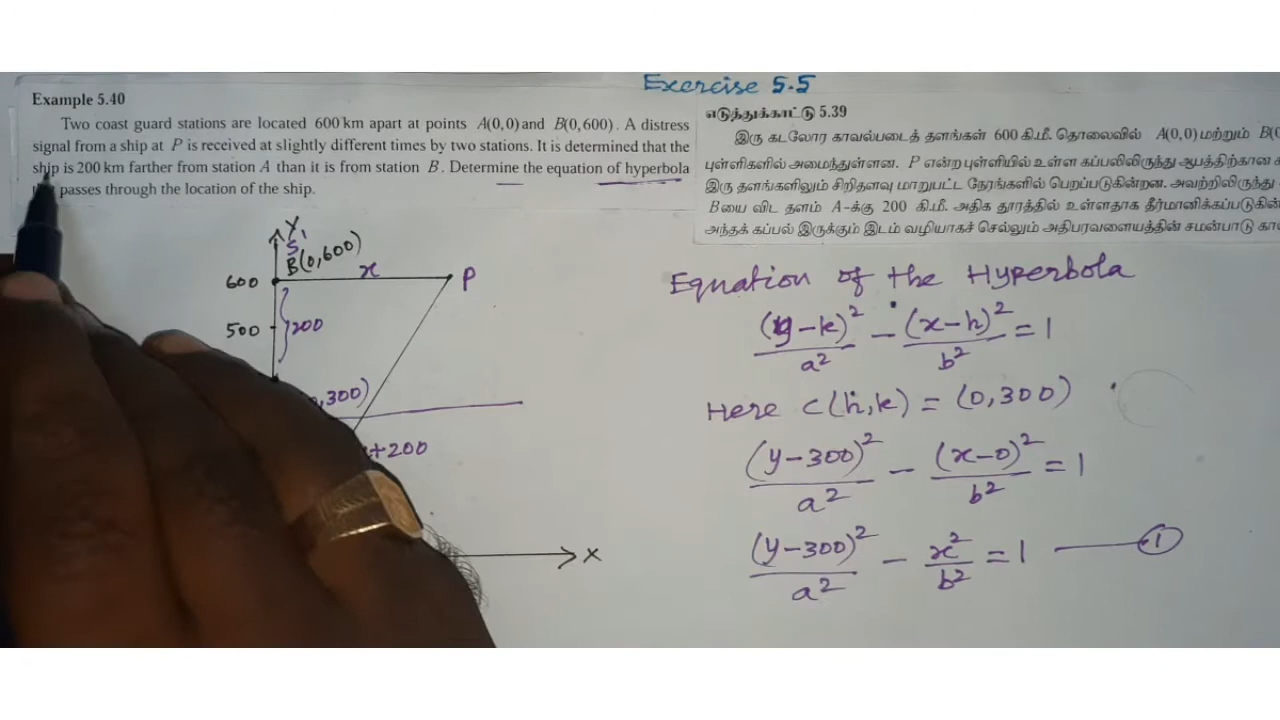 Exercise 5.5
Example 5.40
Two coast guard stations are located 600 km apart at points A(0,0) and B(0,600). A distress
signal from a ship at P is received at slightly different times by two stations. It is determined that the
ship is 200 km farther from station A than it is from station B. Determine the equation of hyperbola
passes through the location of the ship.
எடுத்துக்காட்டு 5.39
இரு கடலோர காவல்படைத் தளங்கள் 600 கி.மீ. தொலைவில் A(0,0) மற்றும் B(0
புள்ளிகளில் அமைந்துள்ளன. P என்ற புள்ளியில் உள்ள கப்பலிலிருந்து ஆபத்திற்கான
இரு தளங்களிலும் சிறிதளவு மாறுபட்ட நேரங்களில் பெறப்படுகின்றன. அவற்றிலிருந்து
Bயை விட தளம் A-க்கு 200 கி.மீ. அதிக தூரத்தில் உள்ளதாக தீர்மானிக்கப்படுகின்
அந்தக் கப்பல் இருக்கும் இடம் வழியாகச் செல்லும் அதிபரவளையத்தின் சமன்பாடு கா
Y
S'
B(0,600)
x
600
P
500
200
,300)
+200
X
Equation of the Hyperbola
(y-k)²/a² - (x-h)²/b² = 1
Here C(h,k) = (0,300)
(y-300)²/a² - (x-0)²/b² = 1
(y-300)²/a² - x²/b² = 1 ——— 1